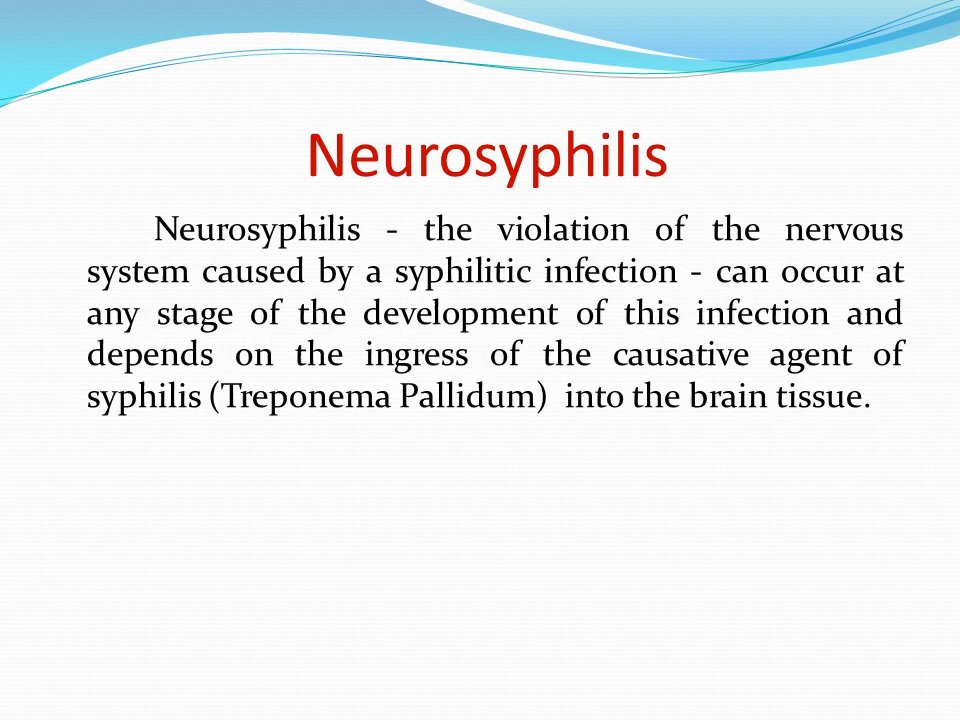 Neurosyphilis
Neurosyphilis - the violation of the nervous
system caused by a syphilitic infection - can occur at
any stage of the development of this infection and
depends on the ingress of the causative agent of
syphilis (Treponema Pallidum) into the brain tissue.